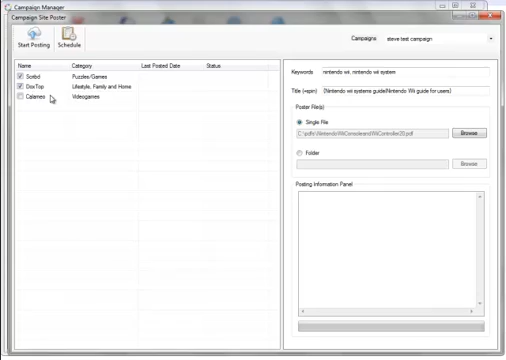 Campaign Manager
Campaign Site Poster
Start Posting
Schedule
Campaigns steve test campaign
Name Category Last Posted Date Status
Scribd Puzzles/Games
DocTop Lifestyle, Family and Home
Calameo Videogames
Keywords nintendo wii, nintendo wii system
Title (+spin) {Nintendo wii systems guide|Nintendo Wii guide for users}
Poster File(s)
Single File
C:\pdfs\NintendoWiiConsoleandWiiController20.pdf Browse
Folder
Browse
Posting Information Panel